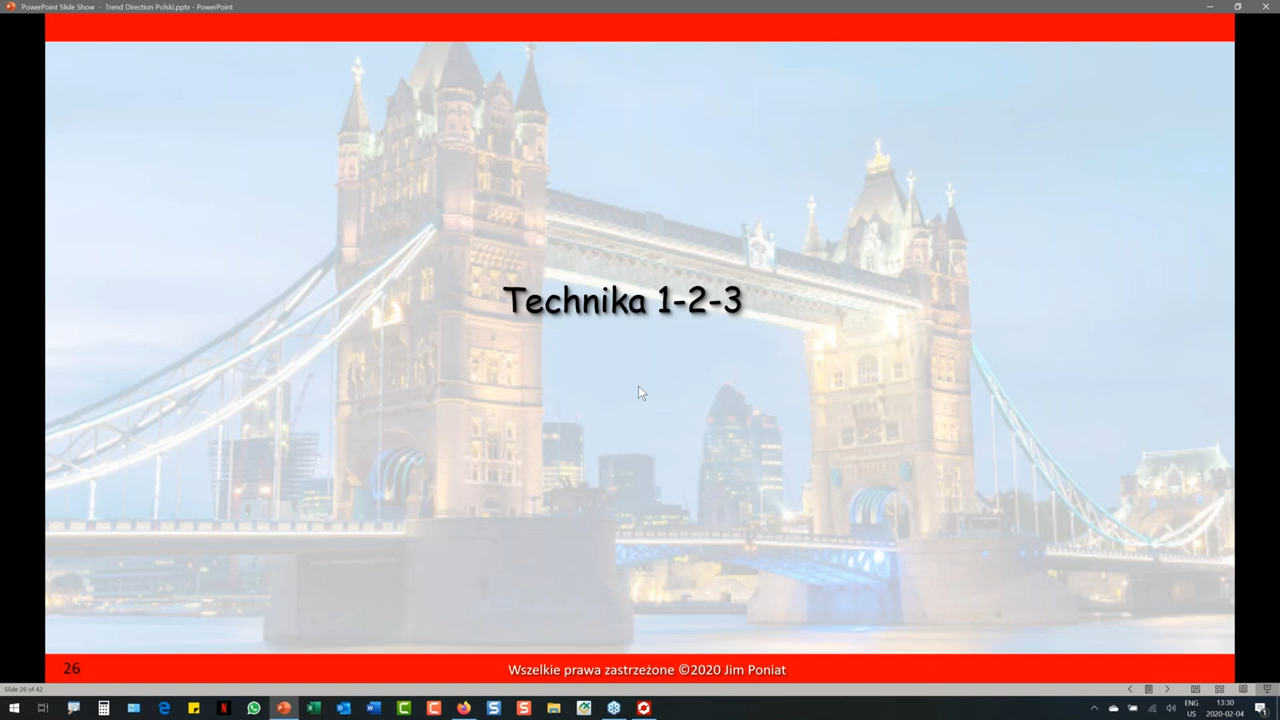 PowerPoint Slide Show - Trend Direction Polski.pptx - PowerPoint
Technika 1-2-3
26
Wszelkie prawa zastrzeżone ©2020 Jim Poniat
Slide 26 of 42
ENG
US
13:30
2020-02-04